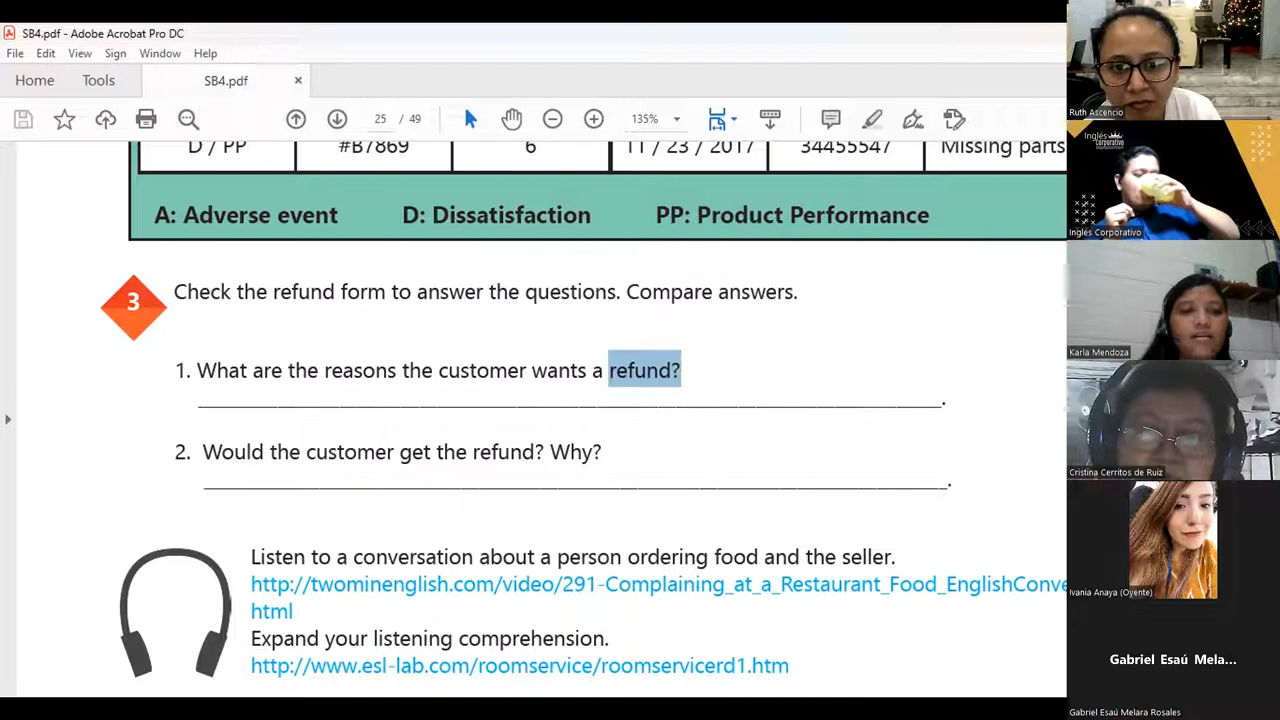 SB4.pdf - Adobe Acrobat Pro DC
File Edit View Sign Window Help
Home Tools SB4.pdf ×
25 / 49 135%
D / PP #B7869 6 11 / 23 / 2017 34455547 Missing parts
A: Adverse event D: Dissatisfaction PP: Product Performance
3 Check the refund form to answer the questions. Compare answers.
1. What are the reasons the customer wants a refund?
2. Would the customer get the refund? Why?
Listen to a conversation about a person ordering food and the seller.
http://twominenglish.com/video/291-Complaining_at_a_Restaurant_Food_EnglishConve
html
Expand your listening comprehension.
http://www.esl-lab.com/roomservice/roomservicerd1.htm
Ruth Ascencio
Inglés
Corporativo
Inglés Corporativo
Karla Mendoza
Cristina Cerritos de Ruiz
Ivania Anaya (Oyente)
Gabriel Esaú Mela...
Gabriel Esaú Melara Rosales